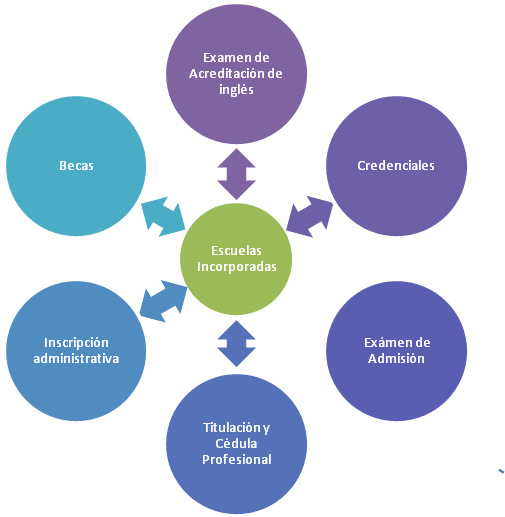 Examen de
Acreditación de
inglés
Becas
Credenciales
Escuelas
Incorporadas
Inscripción
administrativa
Exámen de
Admisión
Titulación y
Cédula
Profesional